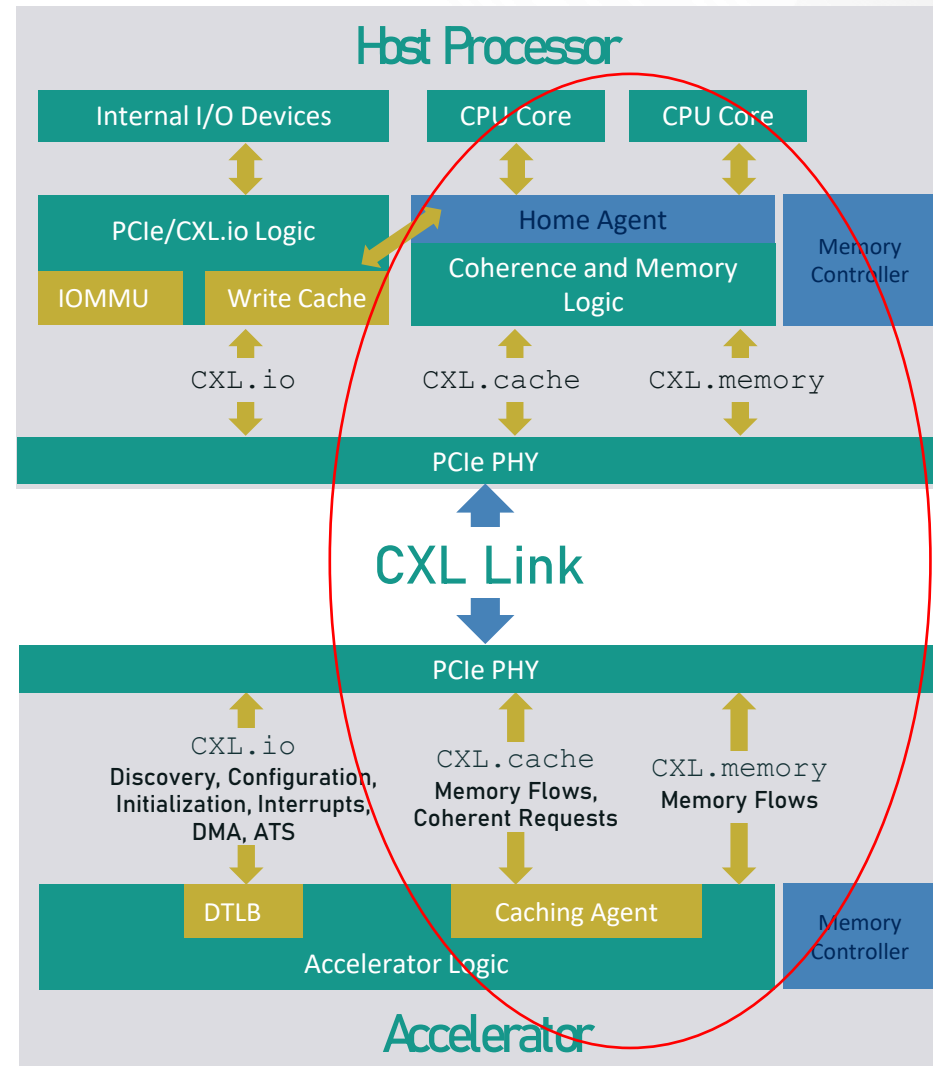 Host Processor
Internal I/O Devices
CPU Core
CPU Core
PCIe/CXL.io Logic
IOMMU
Write Cache
Home Agent
Coherence and Memory
Logic
Memory
Controller
CXL.io
CXL.cache
CXL.memory
PCIe PHY
CXL Link
PCIe PHY
CXL.io
Discovery, Configuration,
Initialization, Interrupts,
DMA, ATS
CXL.cache
Memory Flows,
Coherent Requests
CXL.memory
Memory Flows
DTLB
Caching Agent
Accelerator Logic
Memory
Controller
Accelerator